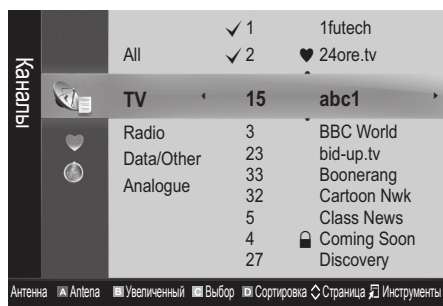 Каналы
✓ 1 1futech
All ✓ 2 ♥ 24ore.tv
TV 15 abc1
Radio 3 BBC World
Data/Other 23 bid-up.tv
Analogue 33 Boonerang
32 Cartoon Nwk
5 Class News
4 Coming Soon
27 Discovery
Антенна A Antena B Увеличенный C Выбор D Сортировка Страница Инструменты